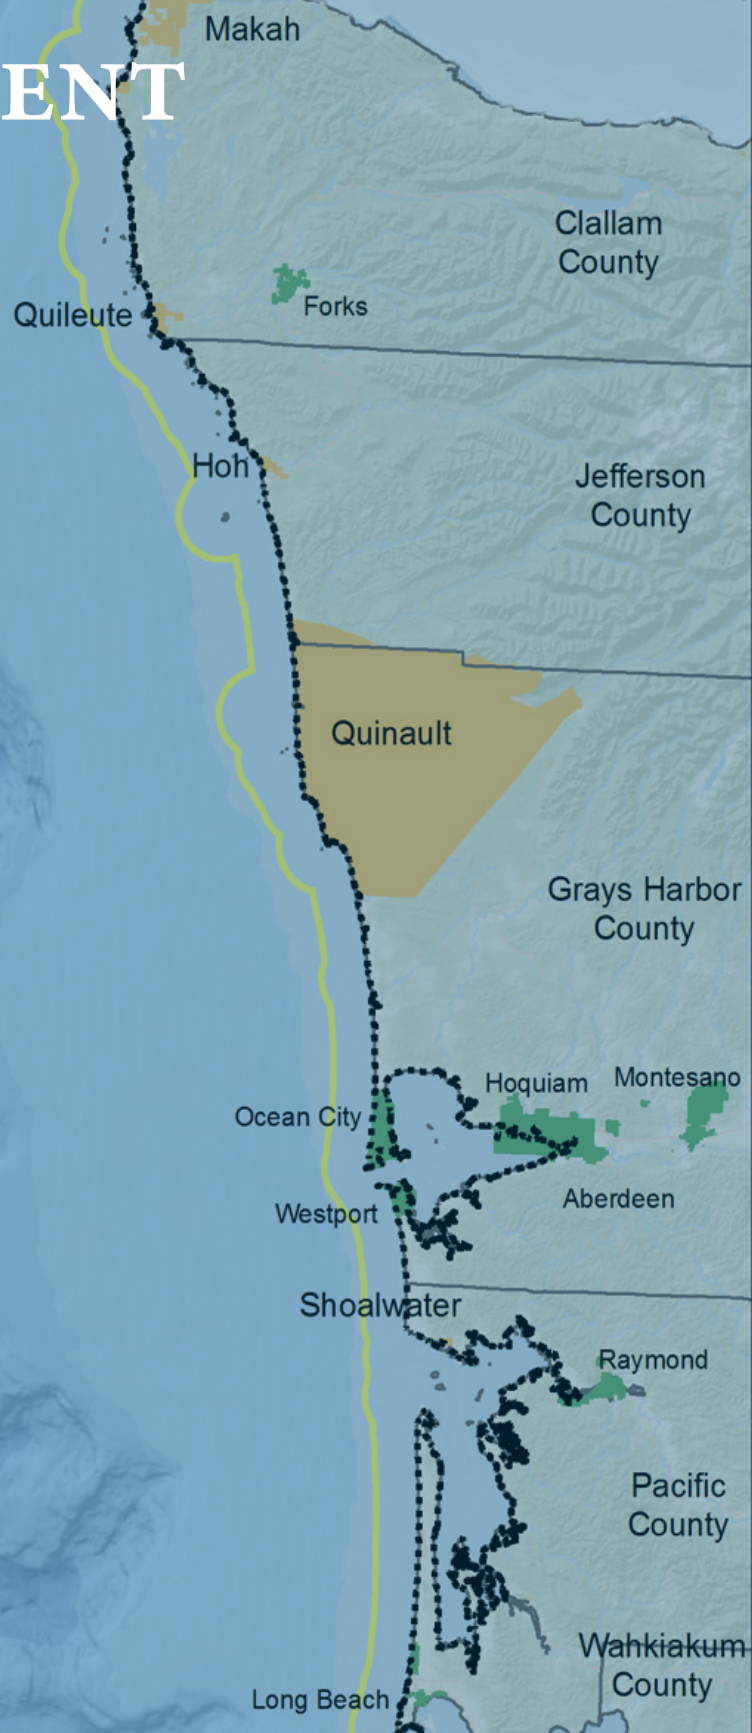 Makah
ENT
Clallam
County
Forks
Quileute
Hoh
Jefferson
County
Quinault
Grays Harbor
County
Hoquiam
Montesano
Ocean City
Aberdeen
Westport
Shoalwater
Raymond
Pacific
County
Wahkiakum
County
Long Beach